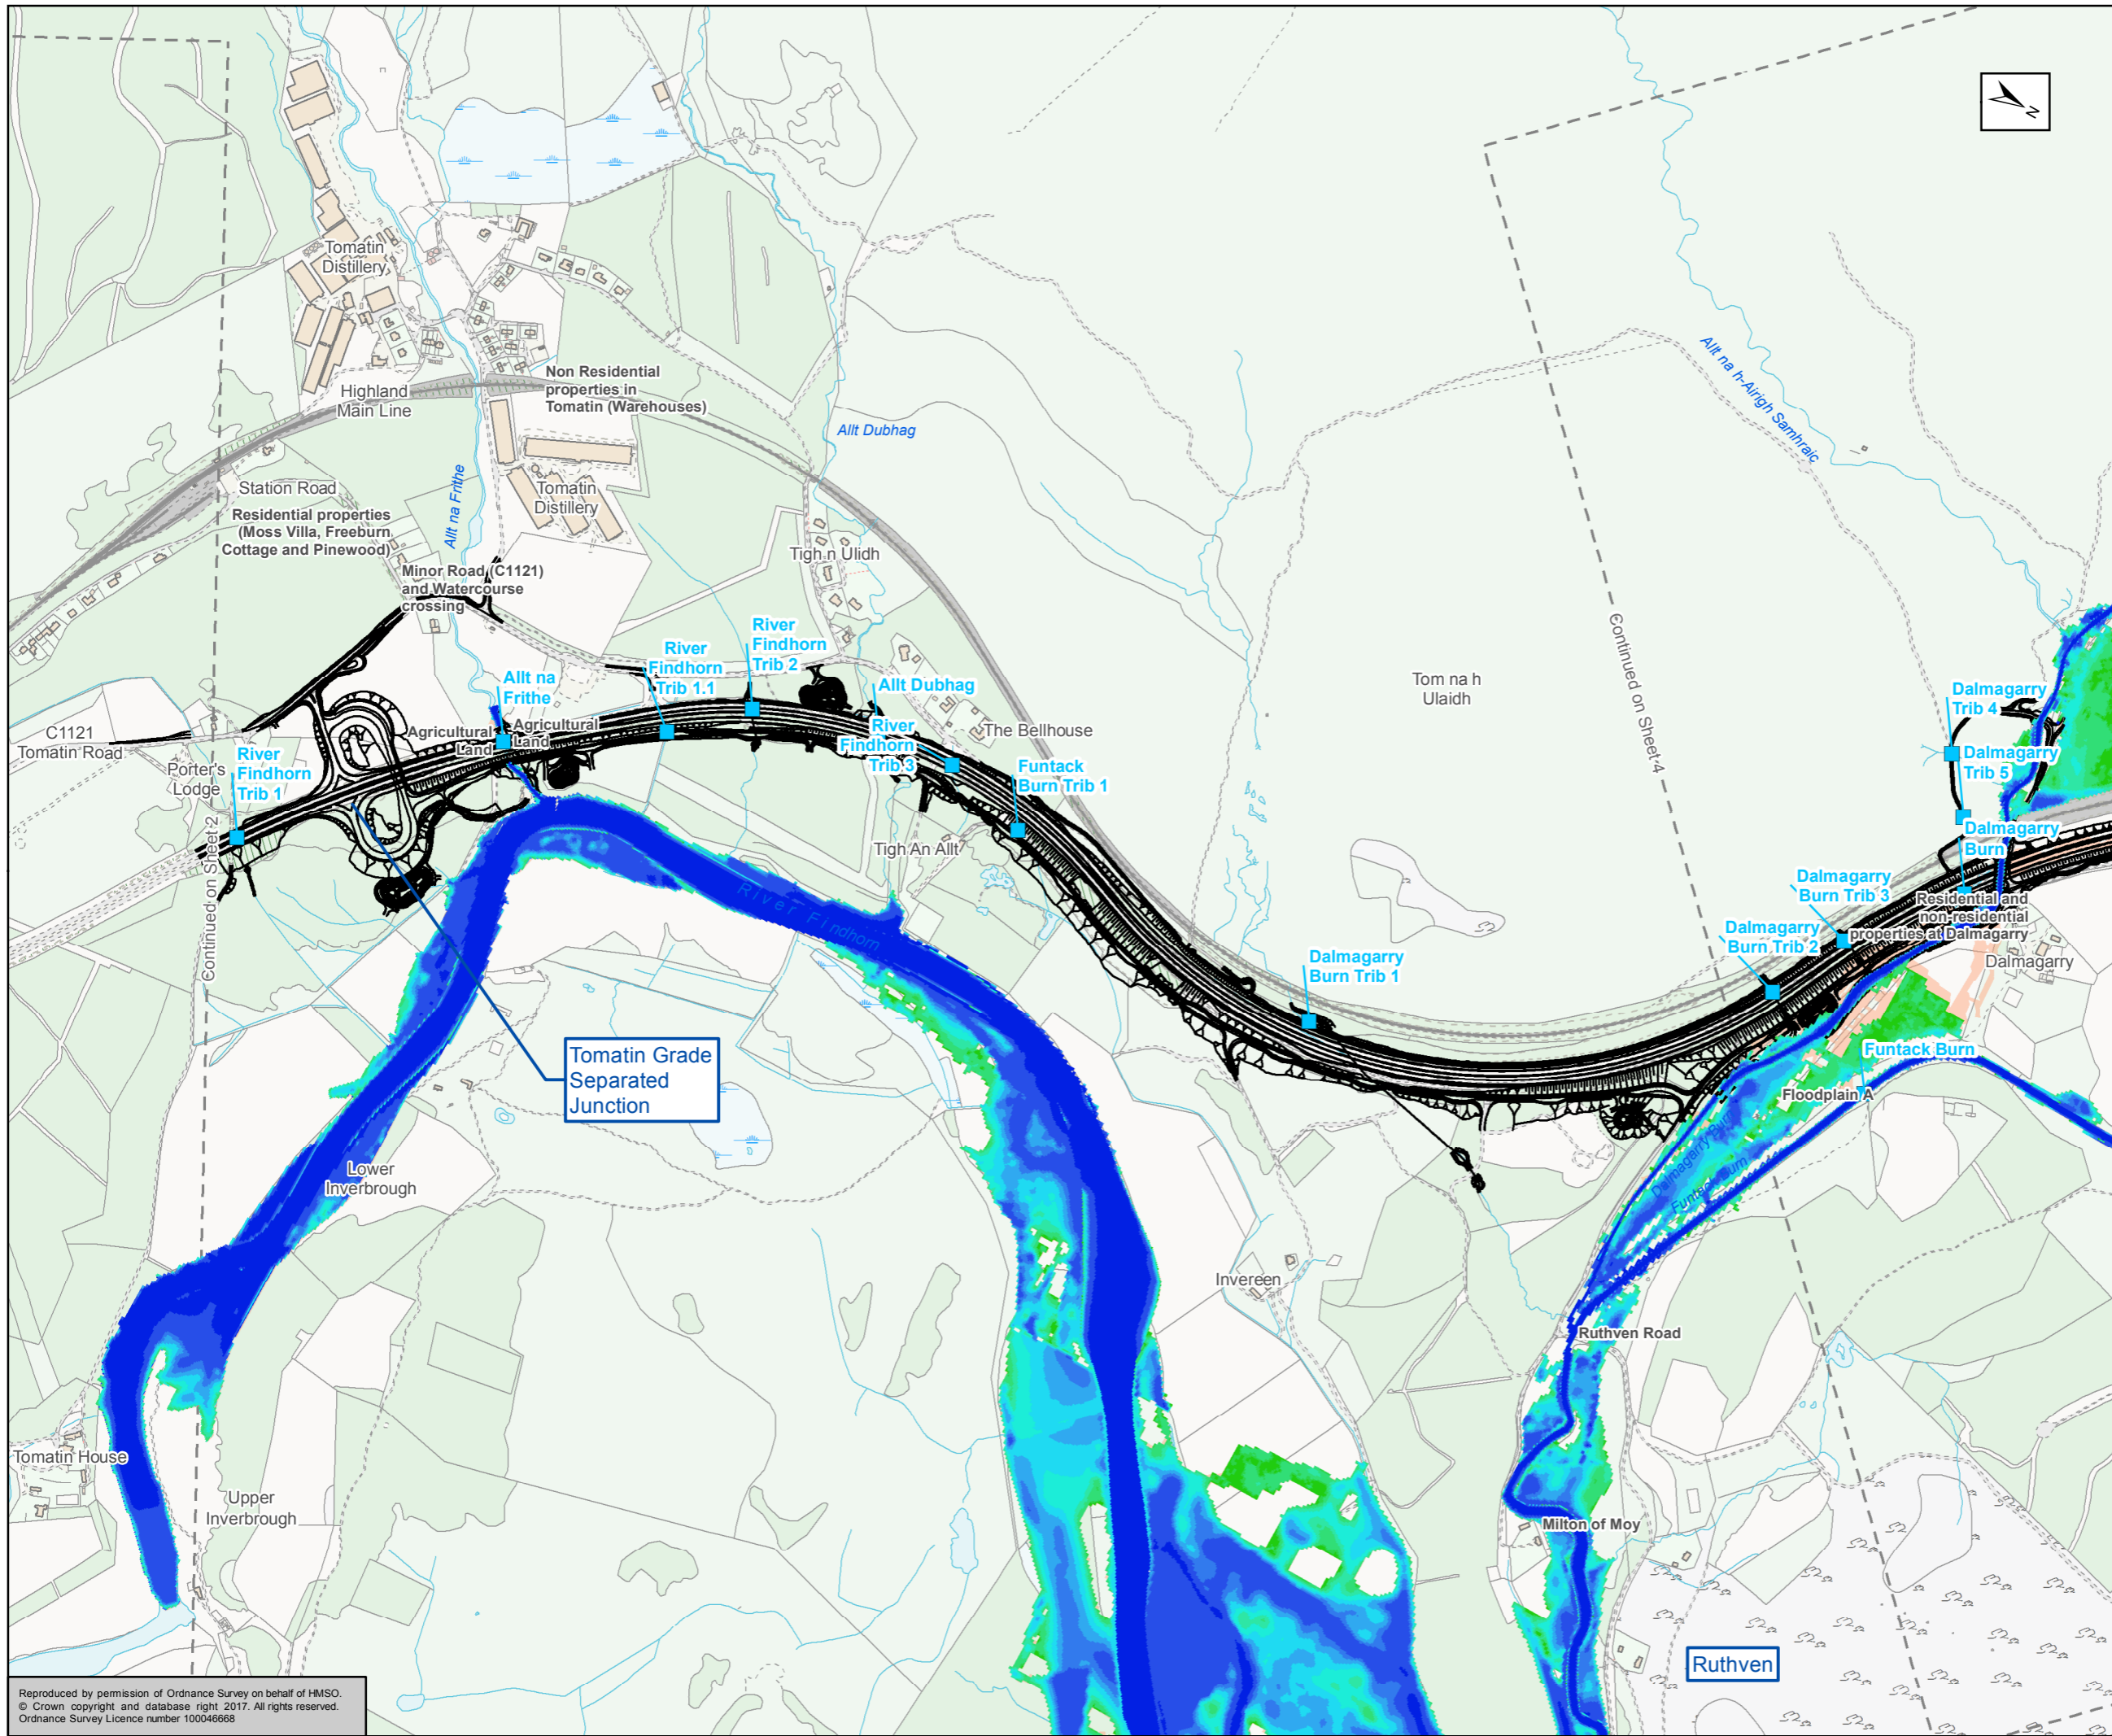 N
Tomatin
Distillery
Highland
Main Line
Non Residential
properties in
Tomatin (Warehouses)
Allt Dubhag
Allt na h-Airigh Samhraic
Station Road
Residential properties
(Moss Villa, Freeburn
Cottage and Pinewood)
Allt na Frithe
Tomatin
Distillery
Tigh n Ulidh
Minor Road (C1121)
and Watercourse
crossing
River
Findhorn
Trib 1.1
River
Findhorn
Trib 2
Allt na
Frithe
Allt Dubhag
Agricultural
Land
Agricultural
Land
River
Findhorn
Trib 3
The Bellhouse
Tom na h
Ulaidh
Continued on Sheet 4
Dalmagarry
Trib 4
Dalmagarry
Trib 5
C1121
Tomatin Road
Porter's
Lodge
River
Findhorn
Trib 1
Funtack
Burn Trib 1
Dalmagarry
Burn
Tigh An Allt
Dalmagarry
Burn Trib 3
Residential and
non-residential
properties at Dalmagarry
Continued on Sheet 2
River Findhorn
Dalmagarry
Burn Trib 1
Dalmagarry
Burn Trib 2
Dalmagarry
Tomatin Grade
Separated
Junction
Funtack Burn
Floodplain A
Dalmagarry Burn
Funtack Burn
Lower
Inverbrough
Invereen
Ruthven Road
Tomatin House
Upper
Inverbrough
Milton of Moy
Ruthven
Reproduced by permission of Ordnance Survey on behalf of HMSO.
© Crown copyright and database right 2017. All rights reserved.
Ordnance Survey Licence number 100046668